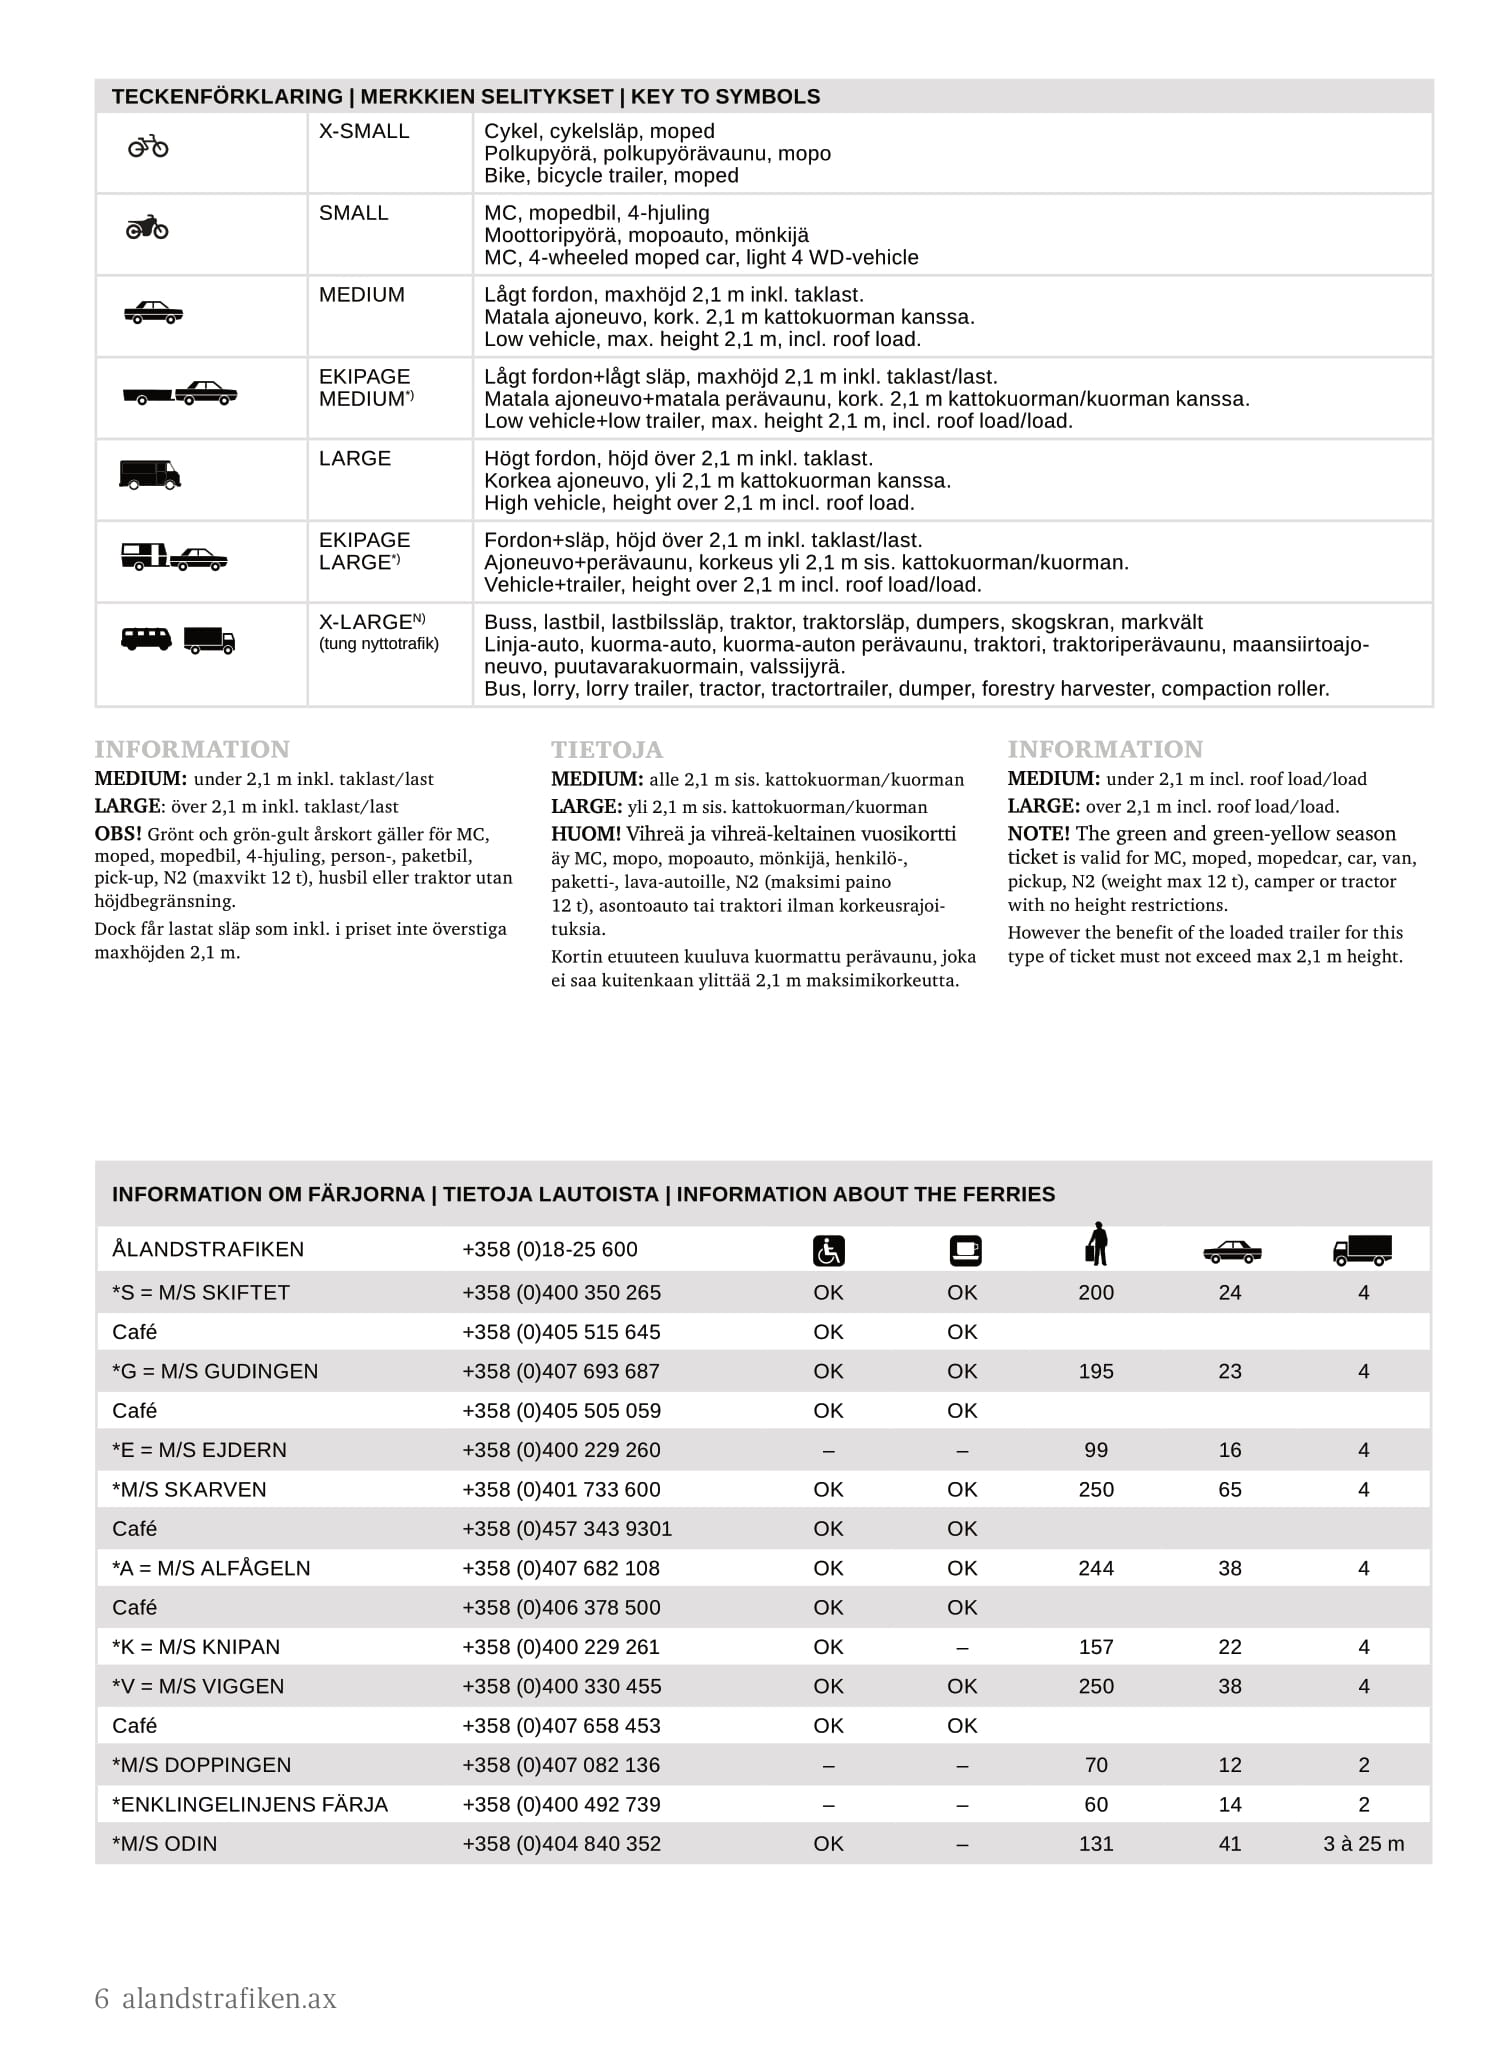 TECKENFÖRKLARING | MERKKIEN SELITYKSET | KEY TO SYMBOLS
X-SMALL
Cykel, cykelsläp, moped
Polkupyörä, polkupyörävaunu, mopo
Bike, bicycle trailer, moped
SMALL
MC, mopedbil, 4-hjuling
Moottoripyörä, mopoauto, mönkijä
MC, 4-wheeled moped car, light 4 WD-vehicle
MEDIUM
Lågt fordon, maxhöjd 2,1 m inkl. taklast.
Matala ajoneuvo, kork. 2,1 m kattokuorman kanssa.
Low vehicle, max. height 2,1 m, incl. roof load.
EKIPAGE
MEDIUM*)
Lågt fordon+lågt släp, maxhöjd 2,1 m inkl. taklast/last.
Matala ajoneuvo+matala perävaunu, kork. 2,1 m kattokuorman/kuorman kanssa.
Low vehicle+low trailer, max. height 2,1 m, incl. roof load/load.
LARGE
Högt fordon, höjd över 2,1 m inkl. taklast.
Korkea ajoneuvo, yli 2,1 m kattokuorman kanssa.
High vehicle, height over 2,1 m incl. roof load.
EKIPAGE
LARGE*)
Fordon+släp, höjd över 2,1 m inkl. taklast/last.
Ajoneuvo+perävaunu, korkeus yli 2,1 m sis. kattokuorman/kuorman.
Vehicle+trailer, height over 2,1 m incl. roof load/load.
X-LARGEN)
(tung nyttotrafik)
Buss, lastbil, lastbilssläp, traktor, traktorsläp, dumpers, skogskran, markvält
Linja-auto, kuorma-auto, kuorma-auton perävaunu, traktori, traktoriperävaunu, maansiirtoajo-
neuvo, puutavarakuormain, valssijyrä.
Bus, lorry, lorry trailer, tractor, tractortrailer, dumper, forestry harvester, compaction roller.
INFORMATION
MEDIUM: under 2,1 m inkl. taklast/last
LARGE: över 2,1 m inkl. taklast/last
OBS! Grönt och grön-gult årskort gäller för MC,
moped, mopedbil, 4-hjuling, person-, paketbil,
pick-up, N2 (maxvikt 12 t), husbil eller traktor utan
höjdbegränsning.
Dock får lastat släp som inkl. i priset inte överstiga
maxhöjden 2,1 m.
TIETOJA
MEDIUM: alle 2,1 m sis. kattokuorman/kuorman
LARGE: yli 2,1 m sis. kattokuorman/kuorman
HUOM! Vihreä ja vihreä-keltainen vuosikortti
äy MC, mopo, mopoauto, mönkijä, henkilö-,
paketti-, lava-autoille, N2 (maksimi paino
12 t), asontoauto tai traktori ilman korkeusrajoi-
tuksia.
Kortin etuuteen kuuluva kuormattu perävaunu, joka
ei saa kuitenkaan ylittää 2,1 m maksimikorkeutta.
INFORMATION
MEDIUM: under 2,1 m incl. roof load/load
LARGE: over 2,1 m incl. roof load/load.
NOTE! The green and green-yellow season
ticket is valid for MC, moped, mopedcar, car, van,
pickup, N2 (weight max 12 t), camper or tractor
with no height restrictions.
However the benefit of the loaded trailer for this
type of ticket must not exceed max 2,1 m height.
INFORMATION OM FÄRJORNA | TIETOJA LAUTOISTA | INFORMATION ABOUT THE FERRIES
ÅLANDSTRAFIKEN +358 (0)18-25 600
*S = M/S SKIFTET +358 (0)400 350 265 OK OK 200 24 4
Café +358 (0)405 515 645 OK OK
*G = M/S GUDINGEN +358 (0)407 693 687 OK OK 195 23 4
Café +358 (0)405 505 059 OK OK
*E = M/S EJDERN +358 (0)400 229 260 – – 99 16 4
*M/S SKARVEN +358 (0)401 733 600 OK OK 250 65 4
Café +358 (0)457 343 9301 OK OK
*A = M/S ALFÅGELN +358 (0)407 682 108 OK OK 244 38 4
Café +358 (0)406 378 500 OK OK
*K = M/S KNIPAN +358 (0)400 229 261 OK – 157 22 4
*V = M/S VIGGEN +358 (0)400 330 455 OK OK 250 38 4
Café +358 (0)407 658 453 OK OK
*M/S DOPPINGEN +358 (0)407 082 136 – – 70 12 2
*ENKLINGELINJENS FÄRJA +358 (0)400 492 739 – – 60 14 2
*M/S ODIN +358 (0)404 840 352 OK – 131 41 3 à 25 m
6 alandstrafiken.ax